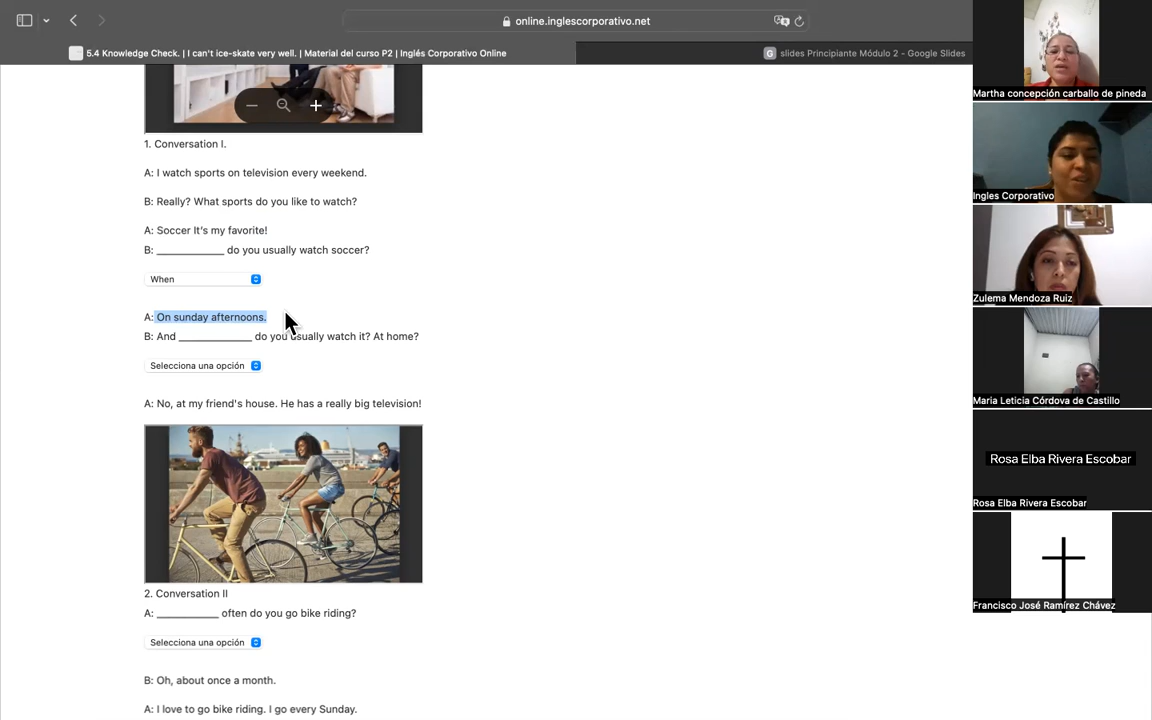 online.inglescorporativo.net
5.4 Knowledge Check. | I can't ice-skate very well. | Material del curso P2 | Inglés Corporativo Online
slides Principiante Módulo 2 - Google Slides
1. Conversation I.
A: I watch sports on television every weekend.
B: Really? What sports do you like to watch?
A: Soccer It's my favorite!
B: ____________ do you usually watch soccer?
When
A: On sunday afternoons.
B: And _____________ do you usually watch it? At home?
Selecciona una opción
A: No, at my friend's house. He has a really big television!
2. Conversation II
A: ___________ often do you go bike riding?
Selecciona una opción
B: Oh, about once a month.
A: I love to go bike riding. I go every Sunday.
Martha concepción carballo de pineda
Ingles Corporativo
Zulema Mendoza Ruiz
Maria Leticia Córdova de Castillo
Rosa Elba Rivera Escobar
Rosa Elba Rivera Escobar
Francisco José Ramírez Chávez